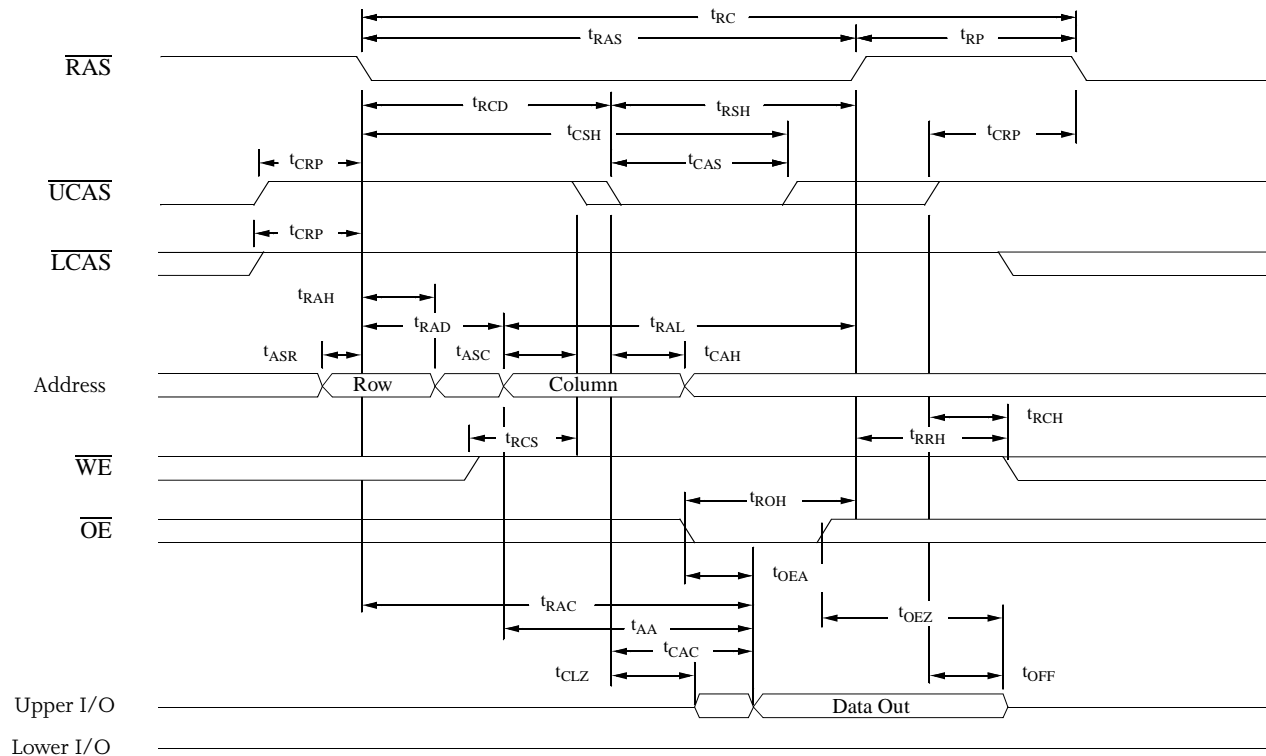 tRC
tRAS
tRP
RAS
tRCD
tRSH
tCSH
tCRP
tCRP
tCAS
UCAS
tCRP
LCAS
tRAH
tRAD
tRAL
tASR
tASC
tCAH
Address
Row
Column
tRCH
tRCS
tRRH
WE
tROH
OE
tOEA
tRAC
tOEZ
tAA
tCAC
tCLZ
tOFF
Upper I/O
Data Out
Lower I/O